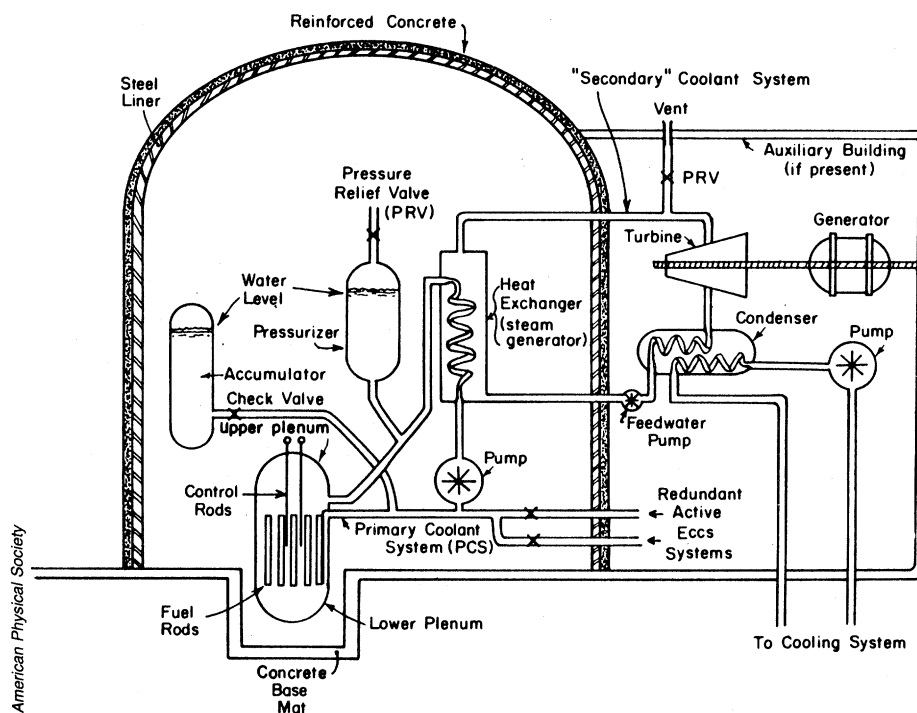 Reinforced Concrete
Steel
Liner
"Secondary" Coolant System
Vent
Auxiliary Building
(if present)
PRV
Pressure
Relief Valve
(PRV)
Turbine
Generator
Water
Level
Heat
Exchanger
(steam
generator)
Condenser
Pump
Pressurizer
Accumulator
Check Valve
upper plenum
Feedwater
Pump
Pump
Control
Rods
Redundant
Active
Eccs
Systems
Primary Coolant
System (PCS)
Fuel
Rods
Lower Plenum
To Cooling System
Concrete
Base
Mat
American Physical Society